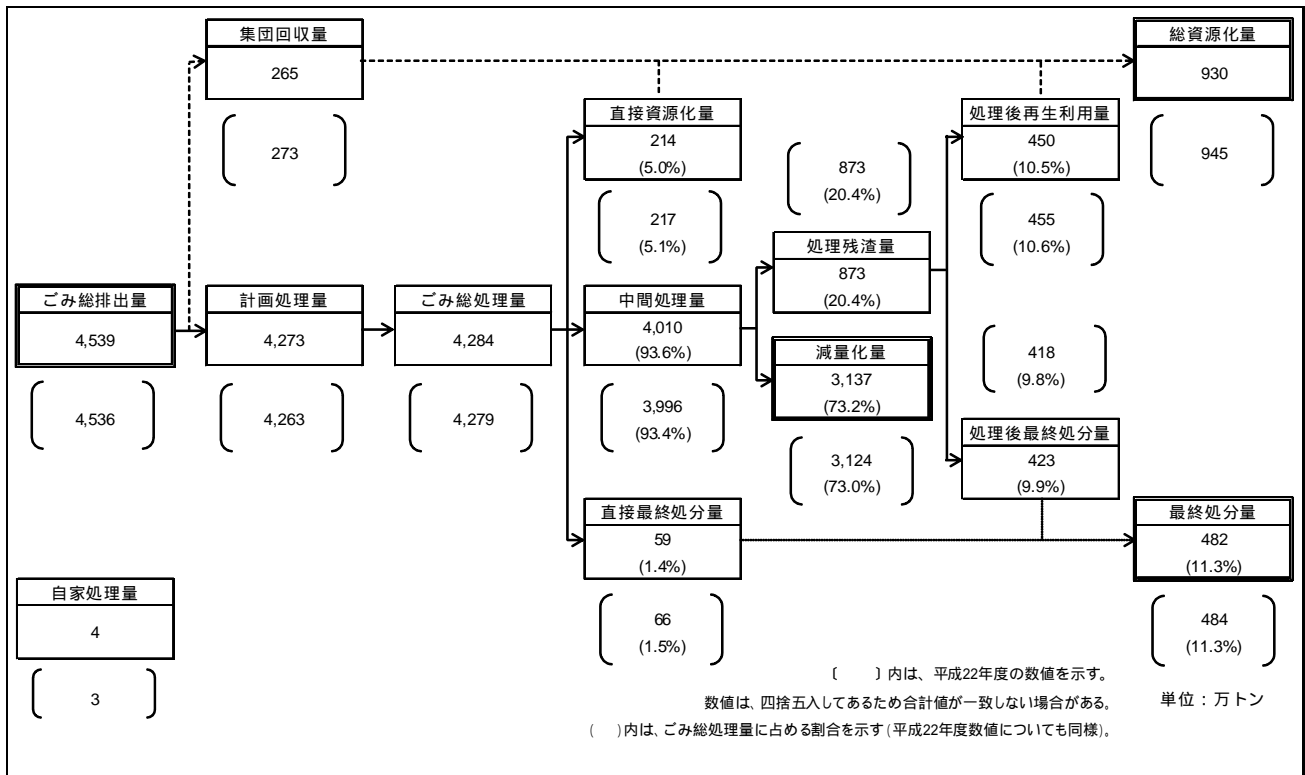 集団回収量
265
273
総資源化量
930
945
直接資源化量
214
(5.0%)
217
(5.1%)
873
(20.4%)
処理後再生利用量
450
(10.5%)
455
(10.6%)
処理残渣量
873
(20.4%)
ごみ総排出量
4,539
4,536
計画処理量
4,273
4,263
ごみ総処理量
4,284
4,279
中間処理量
4,010
(93.6%)
3,996
(93.4%)
減量化量
3,137
(73.2%)
3,124
(73.0%)
418
(9.8%)
処理後最終処分量
423
(9.9%)
直接最終処分量
59
(1.4%)
66
(1.5%)
最終処分量
482
(11.3%)
484
(11.3%)
自家処理量
4
3
〔　　〕内は、平成22年度の数値を示す。
数値は、四捨五入してあるため合計値が一致しない場合がある。
(　)内は、ごみ総処理量に占める割合を示す(平成22年度数値についても同様)。
単位：万トン